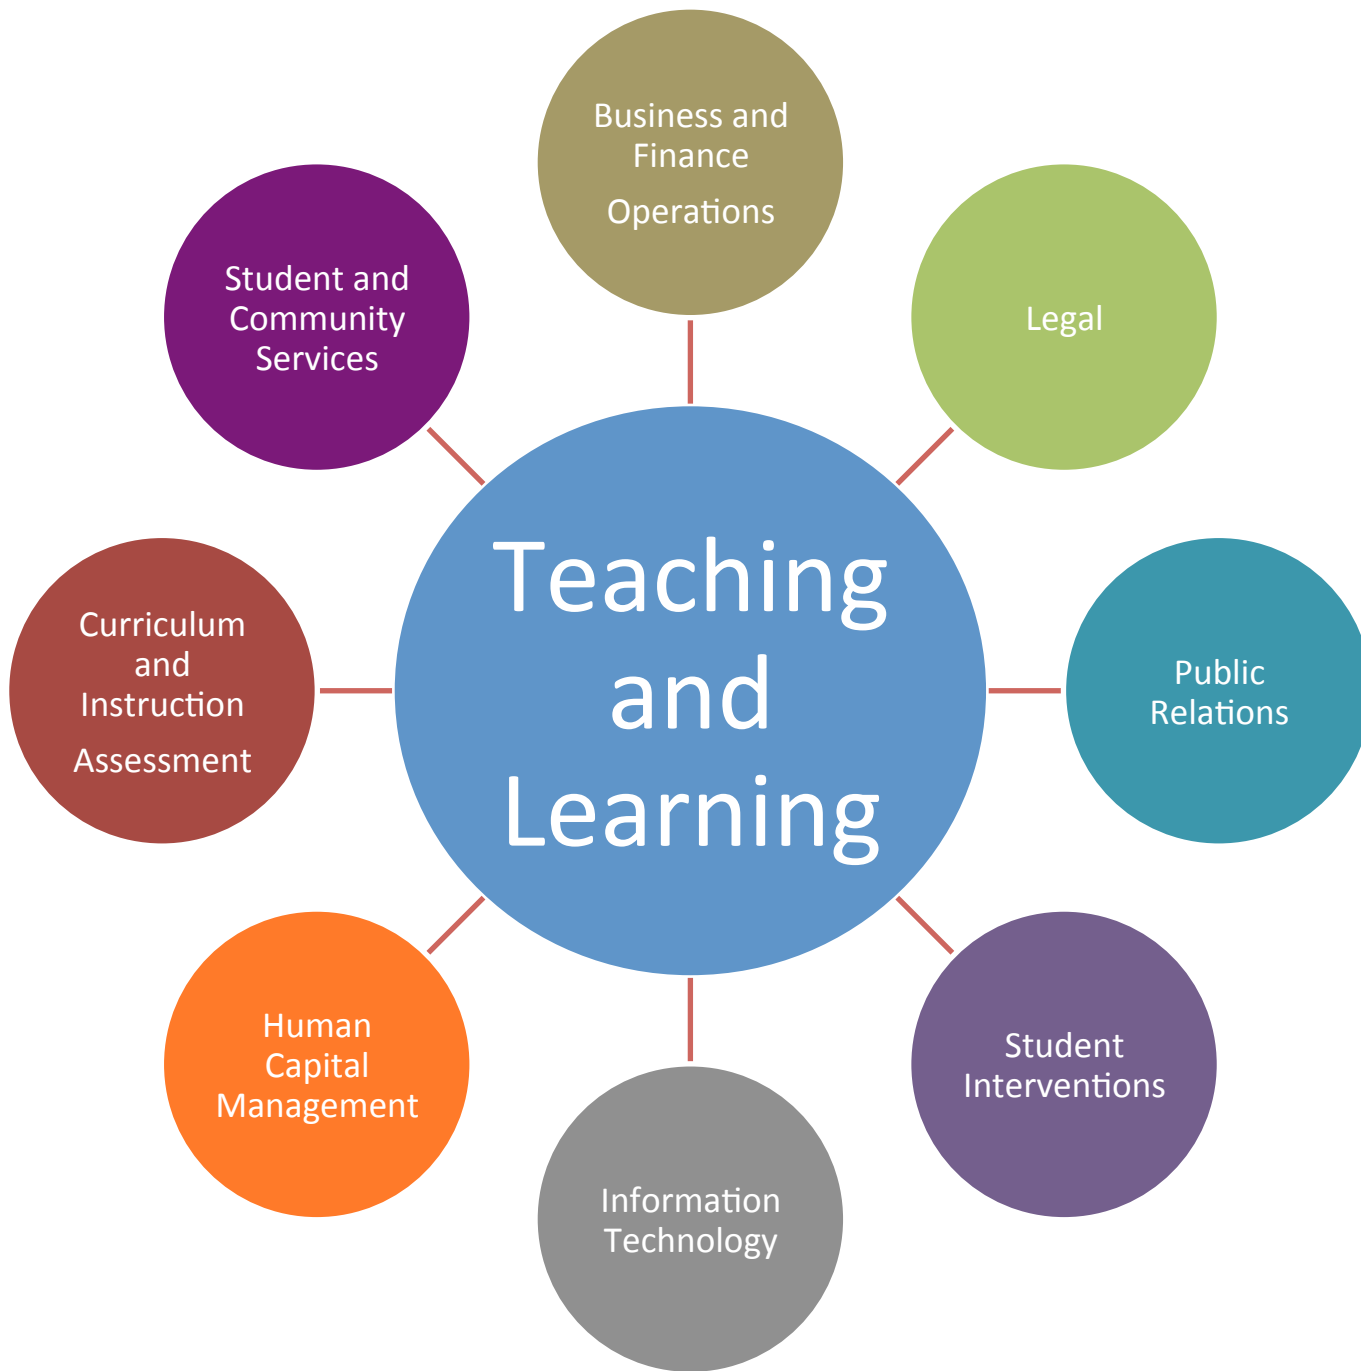 Business and
Finance
Operations
Legal
Public
Relations
Student
Interventions
Information
Technology
Human
Capital
Management
Curriculum
and
Instruction
Assessment
Student and
Community
Services
Teaching
and
Learning